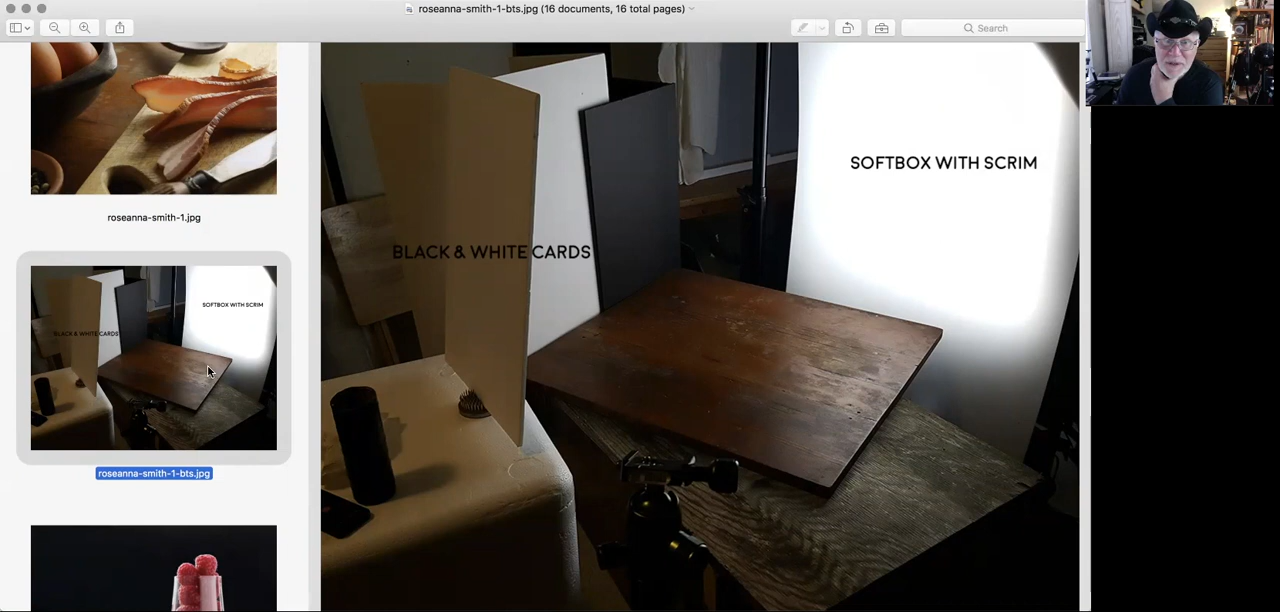 roseanna-smith-1-bts.jpg (16 documents, 16 total pages)
Search
roseanna-smith-1.jpg
BLACK & WHITE CARDS
SOFTBOX WITH SCRIM
roseanna-smith-1-bts.jpg
SOFTBOX WITH SCRIM
BLACK & WHITE CARDS